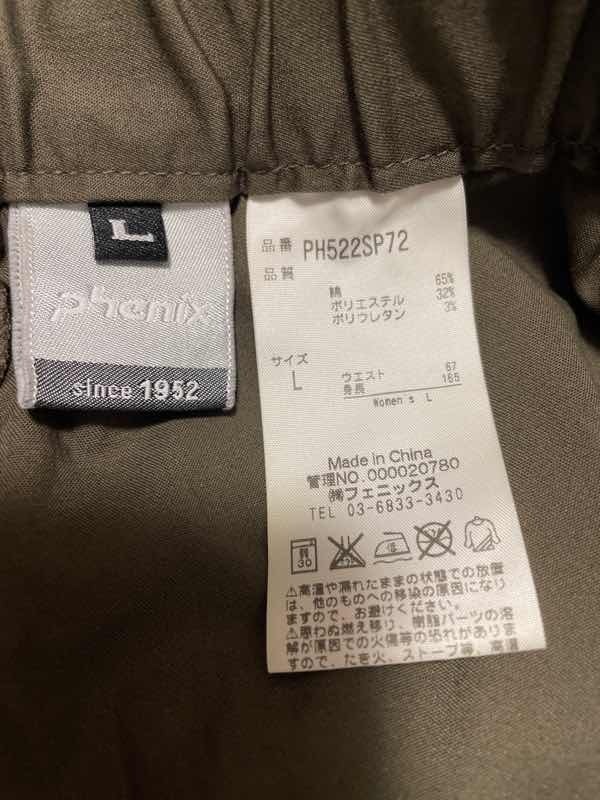 L
phenix
since 1952
品番 PH522SP72
品質
綿 65%
ポリエステル 32%
ポリウレタン 3%
サイズ
L
ウエスト 67
身長 165
Women's L
Made in China
管理NO.000020780
㈱フェニックス
TEL 03-6833-3430
30
⚠高温や濡れたままの状態での放置
は、他のものへの移染の原因になり
ますので、お避けください。
⚠思わぬ燃え移り、樹脂パーツの溶
解が原因での火傷等の恐れがありま
すので、たき火、ストーブ等、高温